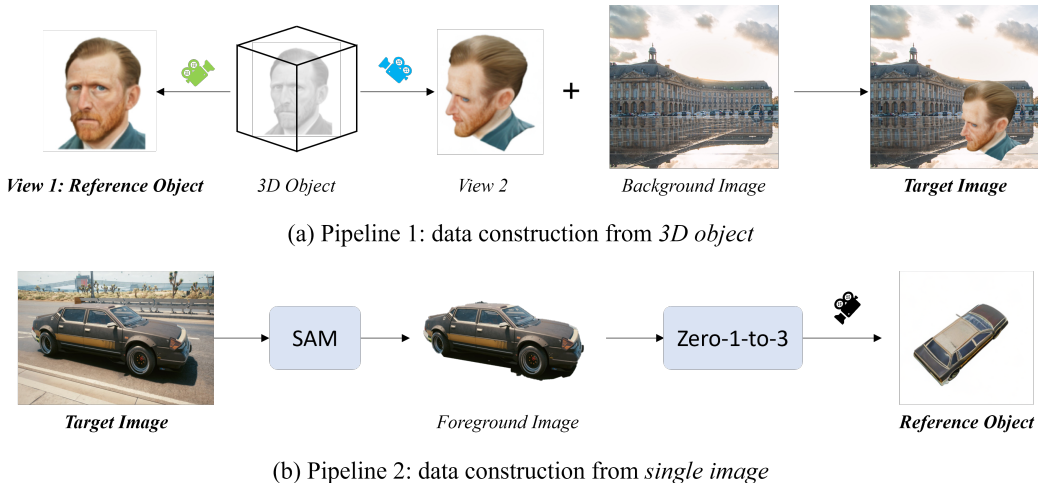 View 1: Reference Object
3D Object
View 2
+
Background Image
Target Image
(a) Pipeline 1: data construction from 3D object
SAM
Zero-1-to-3
Target Image
Foreground Image
Reference Object
(b) Pipeline 2: data construction from single image